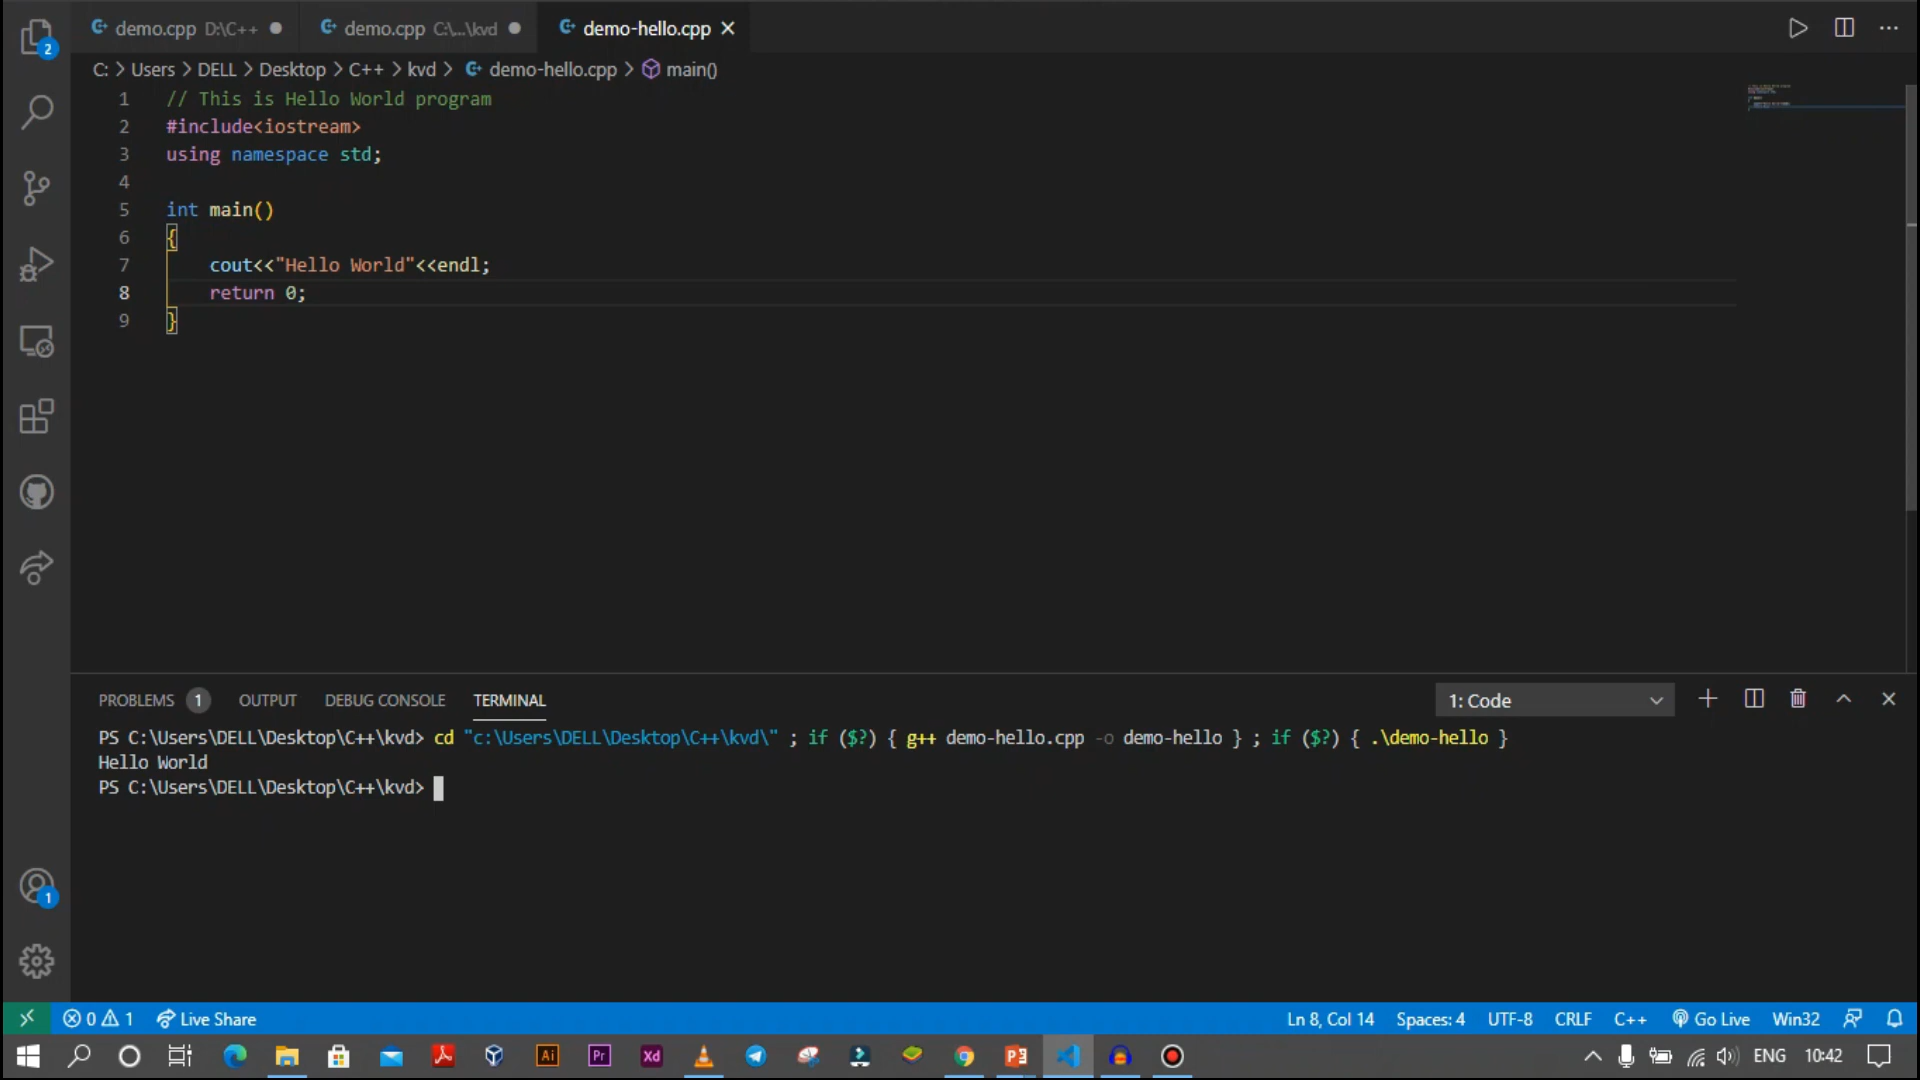 demo.cpp D:\C++ ● demo.cpp C:\...\kvd ● demo-hello.cpp ×
C: > Users > DELL > Desktop > C++ > kvd > demo-hello.cpp > main()
1 // This is Hello World program
2 #include<iostream>
3 using namespace std;
4
5 int main()
6 {
7 cout<<"Hello World"<<endl;
8 return 0;
9 }
2
PROBLEMS 1 OUTPUT DEBUG CONSOLE TERMINAL 1: Code
PS C:\Users\DELL\Desktop\C++\kvd> cd "c:\Users\DELL\Desktop\C++\kvd\" ; if ($?) { g++ demo-hello.cpp -o demo-hello } ; if ($?) { .\demo-hello }
Hello World
PS C:\Users\DELL\Desktop\C++\kvd>
1
0 1 Live Share Ln 8, Col 14 Spaces: 4 UTF-8 CRLF C++ Go Live Win32
Ai Pr Xd P ENG 10:42